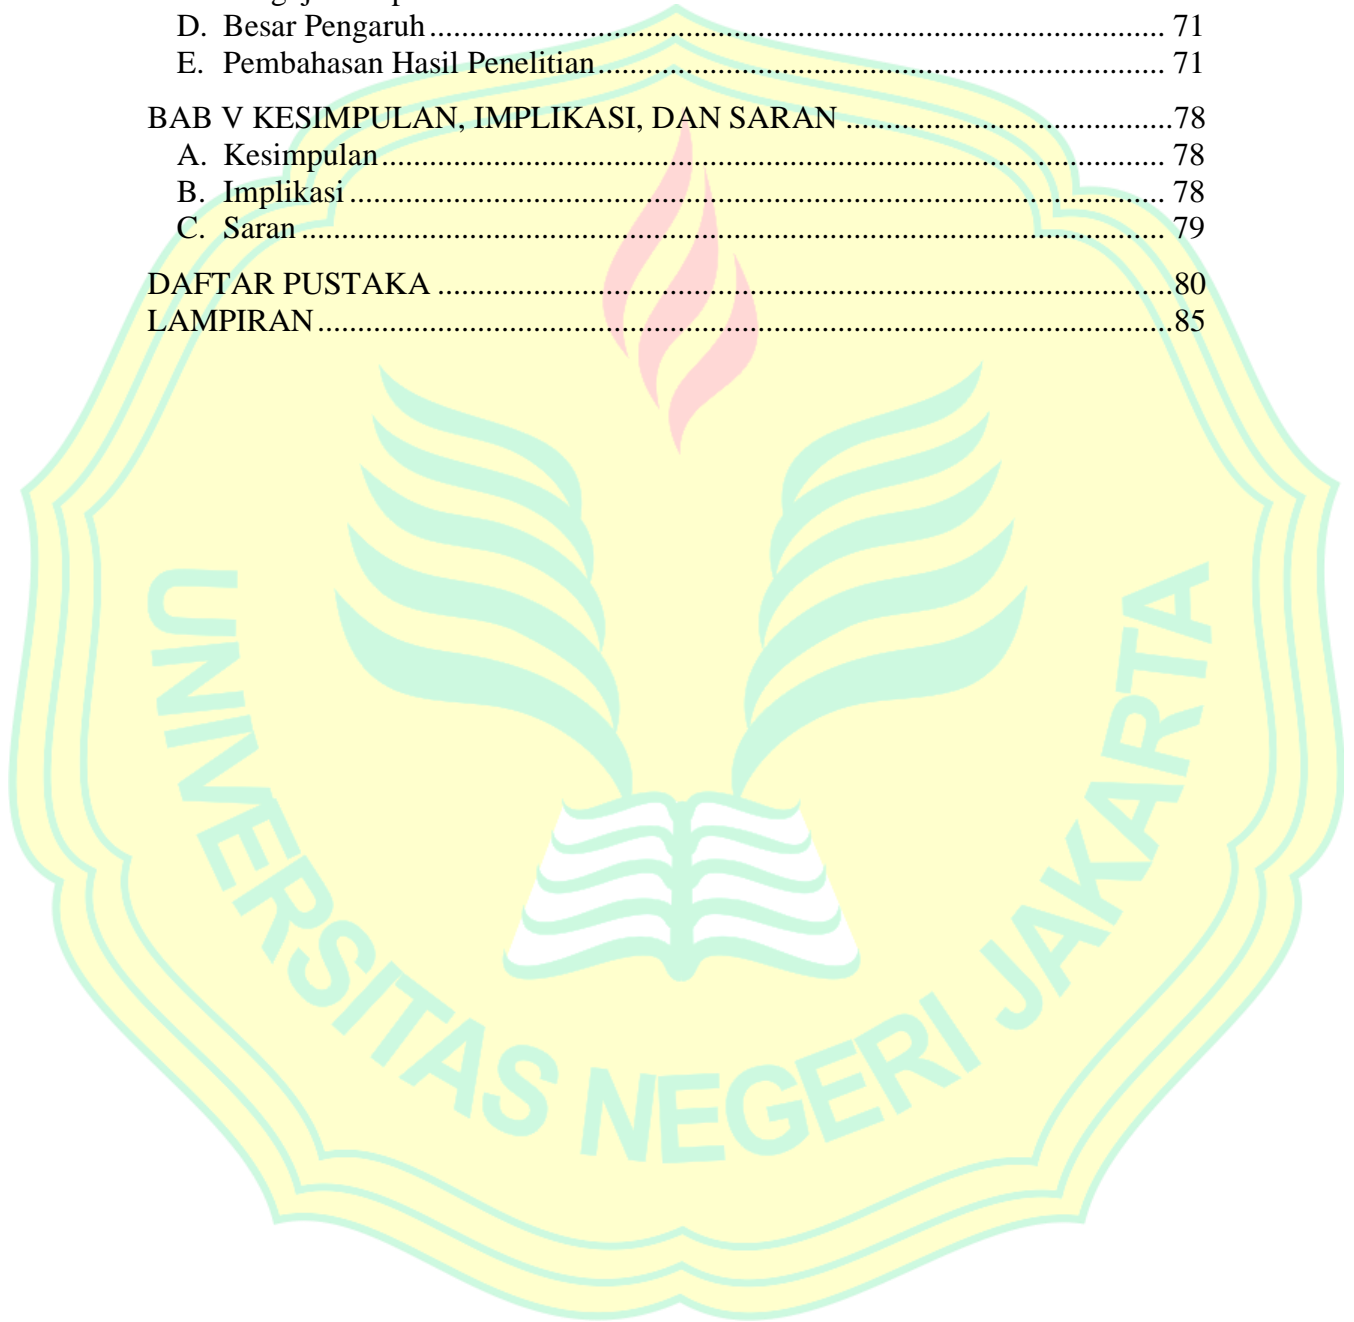 D. Besar Pengaruh............................................................................................. 71
E. Pembahasan Hasil Penelitian........................................................................ 71
BAB V KESIMPULAN, IMPLIKASI, DAN SARAN .........................................78
A. Kesimpulan................................................................................................... 78
B. Implikasi....................................................................................................... 78
C. Saran............................................................................................................. 79
DAFTAR PUSTAKA ............................................................................................80
LAMPIRAN...........................................................................................................85
UNIVERSITAS NEGERI JAKARTA